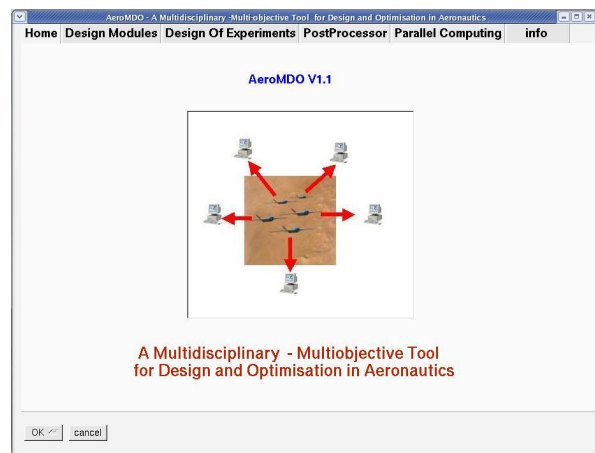 AeroMDO - A Multidisciplinary -Multi-objective Tool for Design and Optimisation in Aeronautics
Home Design Modules Design Of Experiments PostProcessor Parallel Computing info
AeroMDO V1.1
A Multidisciplinary - Multiobjective Tool
for Design and Optimisation in Aeronautics
OK cancel